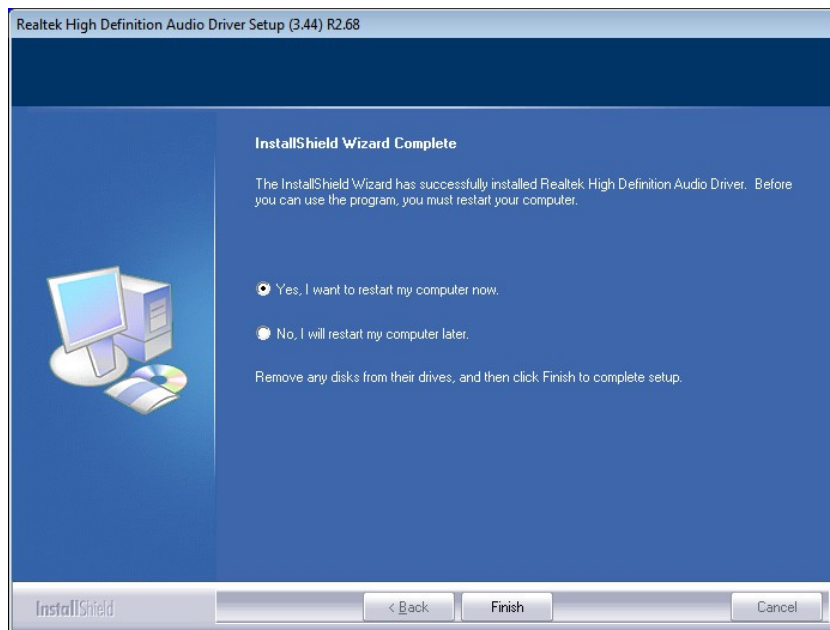 Realtek High Definition Audio Driver Setup (3.44) R2.68
InstallShield Wizard Complete
The InstallShield Wizard has successfully installed Realtek High Definition Audio Driver. Before
you can use the program, you must restart your computer.
Yes, I want to restart my computer now.
No, I will restart my computer later.
Remove any disks from their drives, and then click Finish to complete setup.
InstallShield
< Back
Finish
Cancel